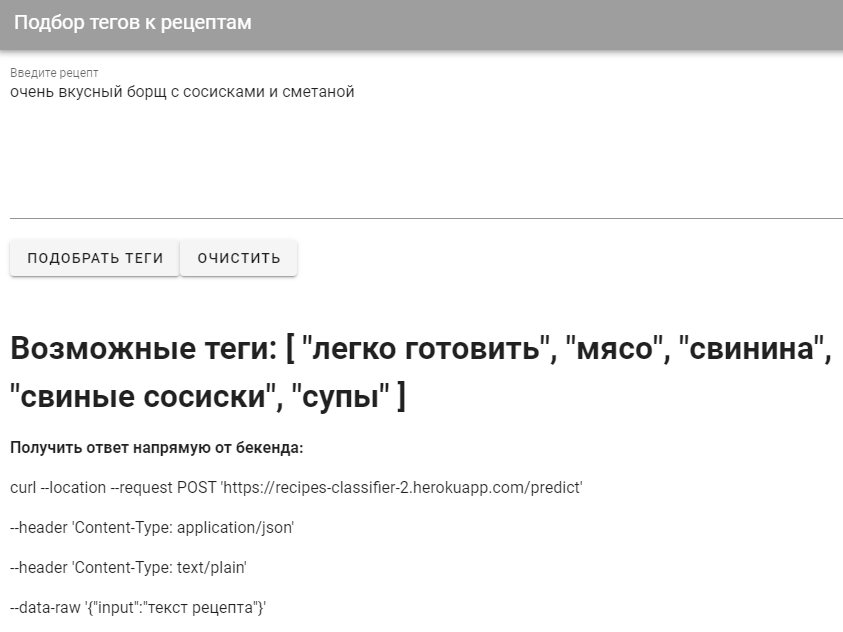 Подбор тегов к рецептам
Введите рецепт
очень вкусный борщ с сосисками и сметаной
ПОДОБРАТЬ ТЕГИ ОЧИСТИТЬ
Возможные теги: [ "легко готовить", "мясо", "свинина",
"свиные сосиски", "супы" ]
Получить ответ напрямую от бекенда:
curl --location --request POST 'https://recipes-classifier-2.herokuapp.com/predict'
--header 'Content-Type: application/json'
--header 'Content-Type: text/plain'
--data-raw '{"input":"текст рецепта"}'